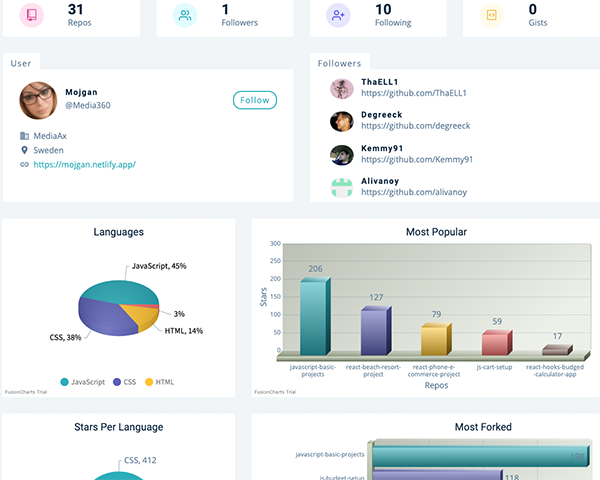 31
Repos
1
Followers
10
Following
0
Gists
User
Mojgan
@Media360
Follow
MediaAx
Sweden
https://mojgan.netlify.app/
Followers
ThaELL1
https://github.com/ThaELL1
Degreeck
https://github.com/degreeck
Kemmy91
https://github.com/Kemmy91
Alivanoy
https://github.com/alivanoy
Languages
JavaScript, 45%
3%
HTML, 14%
CSS, 38%
JavaScript CSS HTML
FusionCharts Trial
Most Popular
Stars
300
250
200
150
100
50
0
206
127
79
59
17
javascript-basic-
projects
react-beach-resort-
project
react-phone-e-
commerce-project
js-cart-setup
react-hooks-budged
-calculator-app
Repos
FusionCharts Trial
Stars Per Language
CSS, 412
Most Forked
javascript-basic-projects
198
js-budget-setup
118